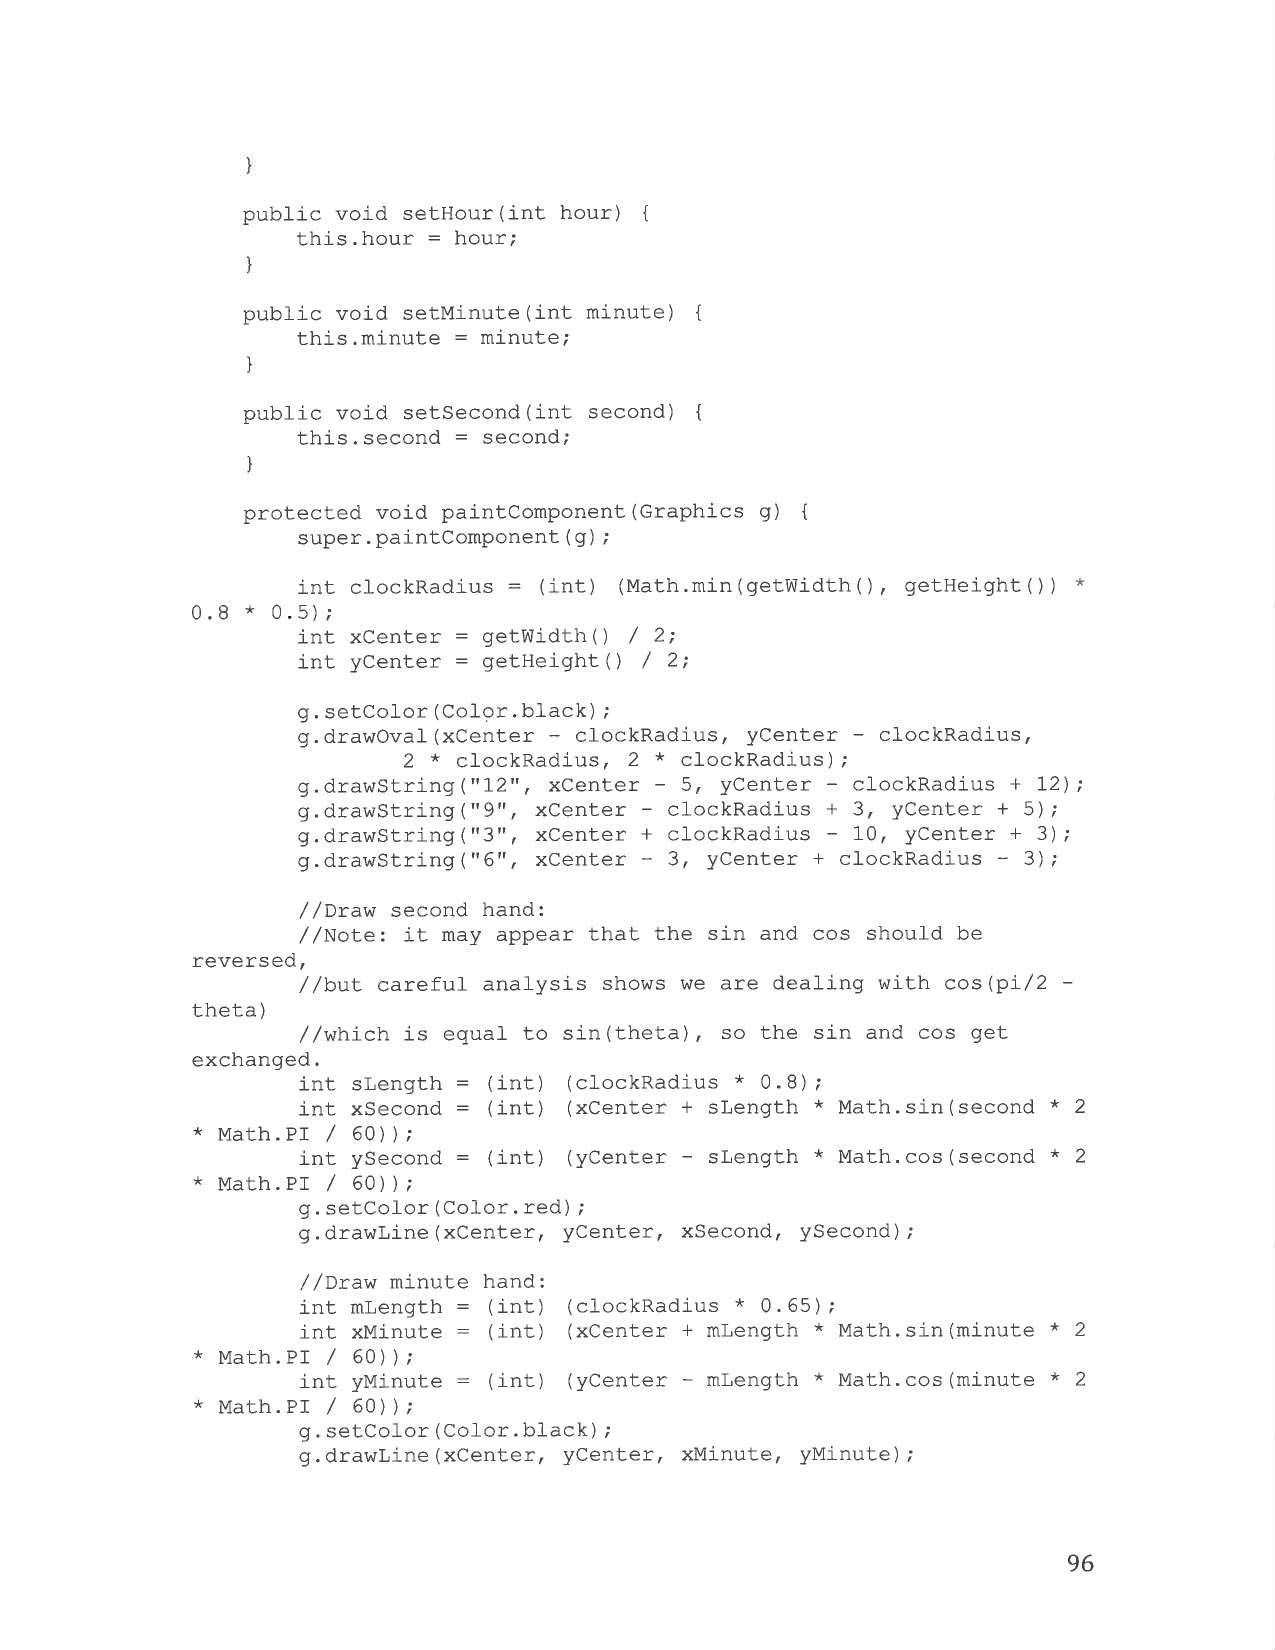 }
public void setHour(int hour) {
this.hour = hour;
}
public void setMinute(int minute) {
this.minute = minute;
}
public void setSecond(int second) {
this.second = second;
}
protected void paintComponent(Graphics g) {
super.paintComponent(g);
int clockRadius = (int) (Math.min(getWidth(), getHeight()) *
0.8 * 0.5);
int xCenter = getWidth() / 2;
int yCenter = getHeight() / 2;
g.setColor(Color.black);
g.drawOval(xCenter - clockRadius, yCenter - clockRadius,
2 * clockRadius, 2 * clockRadius);
g.drawString("12", xCenter - 5, yCenter - clockRadius + 12);
g.drawString("9", xCenter - clockRadius + 3, yCenter + 5);
g.drawString("3", xCenter + clockRadius - 10, yCenter + 3);
g.drawString("6", xCenter - 3, yCenter + clockRadius - 3);
//Draw second hand:
//Note: it may appear that the sin and cos should be
reversed,
//but careful analysis shows we are dealing with cos(pi/2 -
theta)
//which is equal to sin(theta), so the sin and cos get
exchanged.
int sLength = (int) (clockRadius * 0.8);
int xSecond = (int) (xCenter + sLength * Math.sin(second * 2
* Math.PI / 60));
int ySecond = (int) (yCenter - sLength * Math.cos(second * 2
* Math.PI / 60));
g.setColor(Color.red);
g.drawLine(xCenter, yCenter, xSecond, ySecond);
//Draw minute hand:
int mLength = (int) (clockRadius * 0.65);
int xMinute = (int) (xCenter + mLength * Math.sin(minute * 2
* Math.PI / 60));
int yMinute = (int) (yCenter - mLength * Math.cos(minute * 2
* Math.PI / 60));
g.setColor(Color.black);
g.drawLine(xCenter, yCenter, xMinute, yMinute);
96